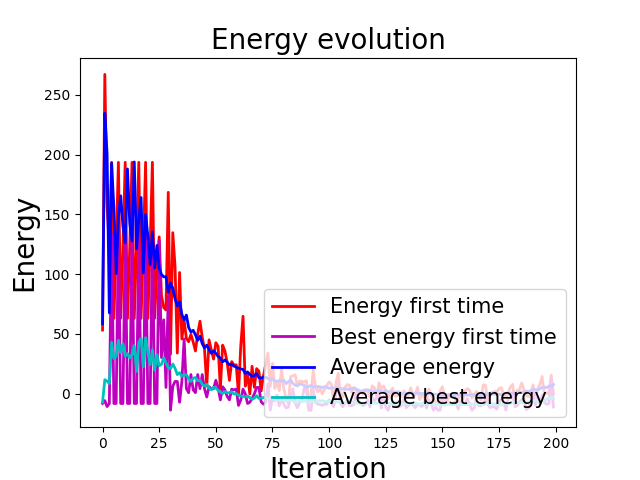 Energy evolution
Energy
250
200
150
100
50
0
Energy first time
Best energy first time
Average energy
Average best energy
0 25 50 75 100 125 150 175 200
Iteration